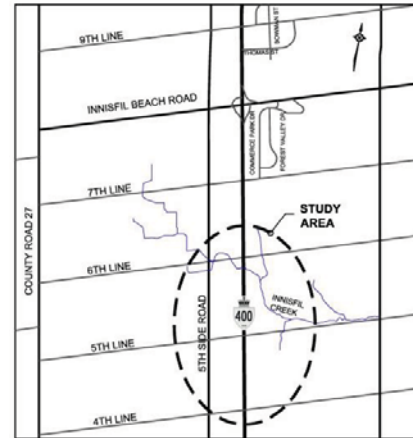 9TH LINE
BOWMAN ST
THOMAS ST
INNISFIL BEACH ROAD
COMMERCE PARK DR
FOREST VALLEY DR
7TH LINE
COUNTY ROAD 27
STUDY
AREA
6TH LINE
5TH SIDE ROAD
400
INNISFIL
CREEK
5TH LINE
4TH LINE